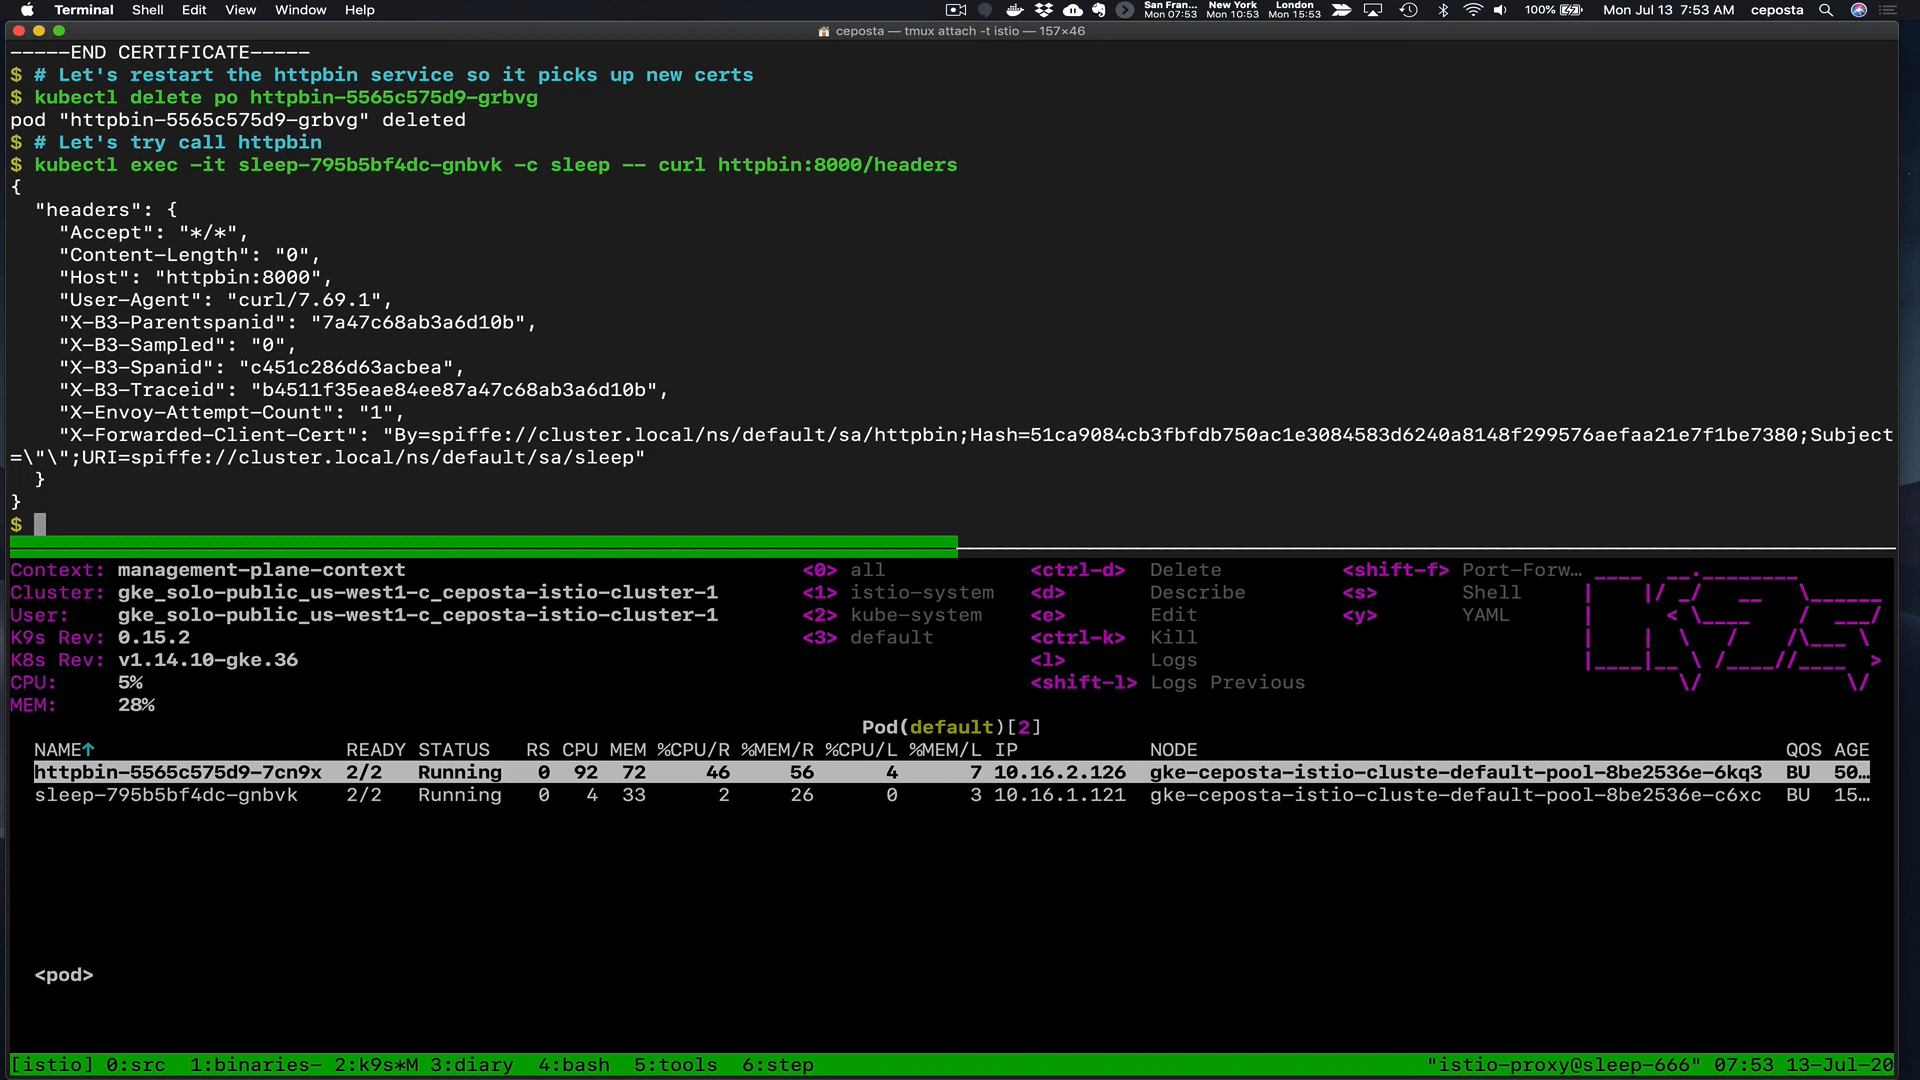 Terminal Shell Edit View Window Help San Fran... Mon 07:53 New York Mon 10:53 London Mon 15:53 100% Mon Jul 13 7:53 AM ceposta
ceposta — tmux attach -t istio — 157×46
-----END CERTIFICATE-----
$ # Let's restart the httpbin service so it picks up new certs
$ kubectl delete po httpbin-5565c575d9-grbvg
pod "httpbin-5565c575d9-grbvg" deleted
$ # Let's try call httpbin
$ kubectl exec -it sleep-795b5bf4dc-gnbvk -c sleep -- curl httpbin:8000/headers
{
"headers": {
"Accept": "*/*",
"Content-Length": "0",
"Host": "httpbin:8000",
"User-Agent": "curl/7.69.1",
"X-B3-Parentspanid": "7a47c68ab3a6d10b",
"X-B3-Sampled": "0",
"X-B3-Spanid": "c451c286d63acbea",
"X-B3-Traceid": "b4511f35eae84ee87a47c68ab3a6d10b",
"X-Envoy-Attempt-Count": "1",
"X-Forwarded-Client-Cert": "By=spiffe://cluster.local/ns/default/sa/httpbin;Hash=51ca9084cb3fbfdb750ac1e3084583d6240a8148f299576aefaa21e7f1be7380;Subject
=\"\";URI=spiffe://cluster.local/ns/default/sa/sleep"
}
}
$
Context: management-plane-context <0> all <ctrl-d> Delete <shift-f> Port-Forw…
Cluster: gke_solo-public_us-west1-c_ceposta-istio-cluster-1 <1> istio-system <d> Describe <s> Shell
User: gke_solo-public_us-west1-c_ceposta-istio-cluster-1 <2> kube-system <e> Edit <y> YAML
K9s Rev: 0.15.2 <3> default <ctrl-k> Kill
K8s Rev: v1.14.10-gke.36 <l> Logs
CPU: 5% <shift-l> Logs Previous
MEM: 28%
Pod(default)[2]
NAME↑ READY STATUS RS CPU MEM %CPU/R %MEM/R %CPU/L %MEM/L IP NODE QOS AGE
httpbin-5565c575d9-7cn9x 2/2 Running 0 92 72 46 56 4 7 10.16.2.126 gke-ceposta-istio-cluste-default-pool-8be2536e-6kq3 BU 50…
sleep-795b5bf4dc-gnbvk 2/2 Running 0 4 33 2 26 0 3 10.16.1.121 gke-ceposta-istio-cluste-default-pool-8be2536e-c6xc BU 15…
<pod>
[istio] 0:src 1:binaries- 2:k9s*M 3:diary 4:bash 5:tools 6:step "istio-proxy@sleep-666" 07:53 13-Jul-20